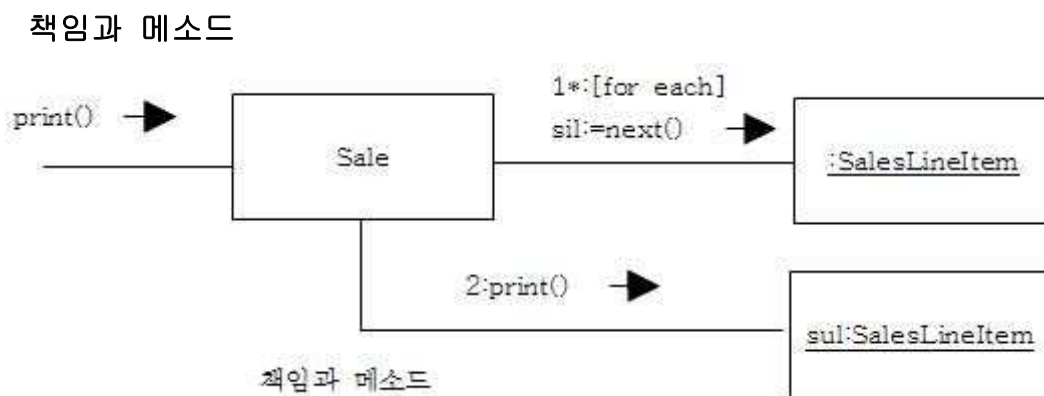 책임과 메소드
1*:[for each]
print()
sil:=next()
Sale
:SalesLineItem
2:print()
sul:SalesLineItem
책임과 메소드